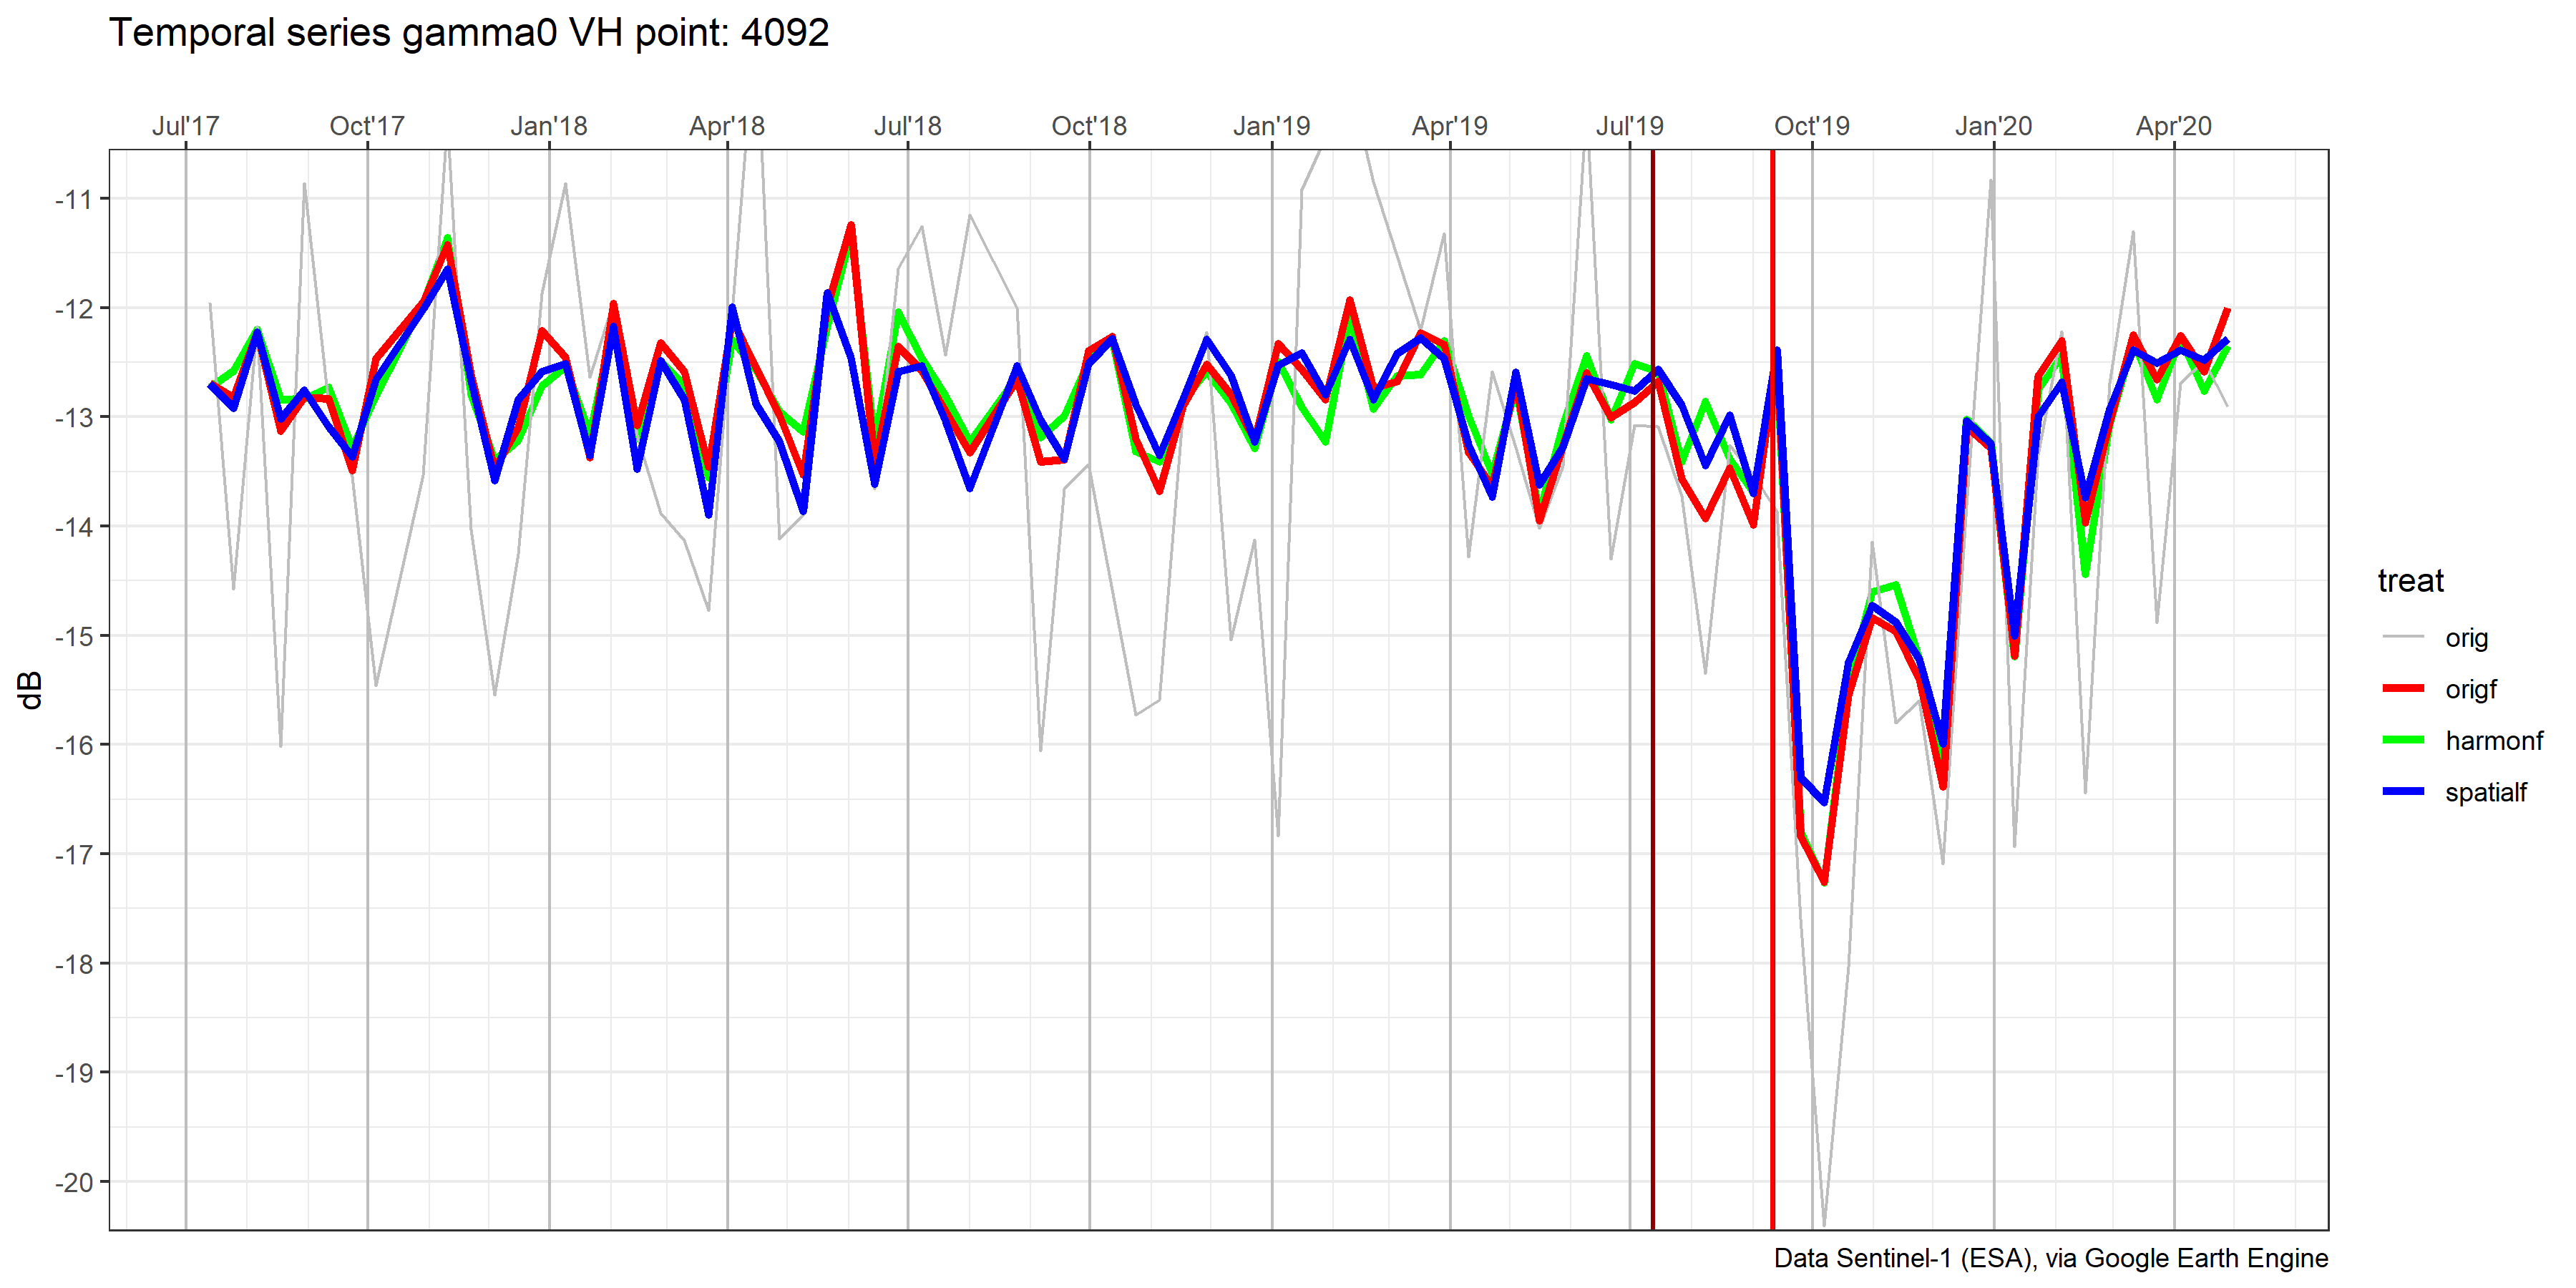 Temporal series gamma0 VH point: 4092
Jul'17 Oct'17 Jan'18 Apr'18 Jul'18 Oct'18 Jan'19 Apr'19 Jul'19 Oct'19 Jan'20 Apr'20
-11
-12
-13
-14
-15
-16
-17
-18
-19
-20
dB
treat
orig
origf
harmonf
spatialf
Data Sentinel-1 (ESA), via Google Earth Engine